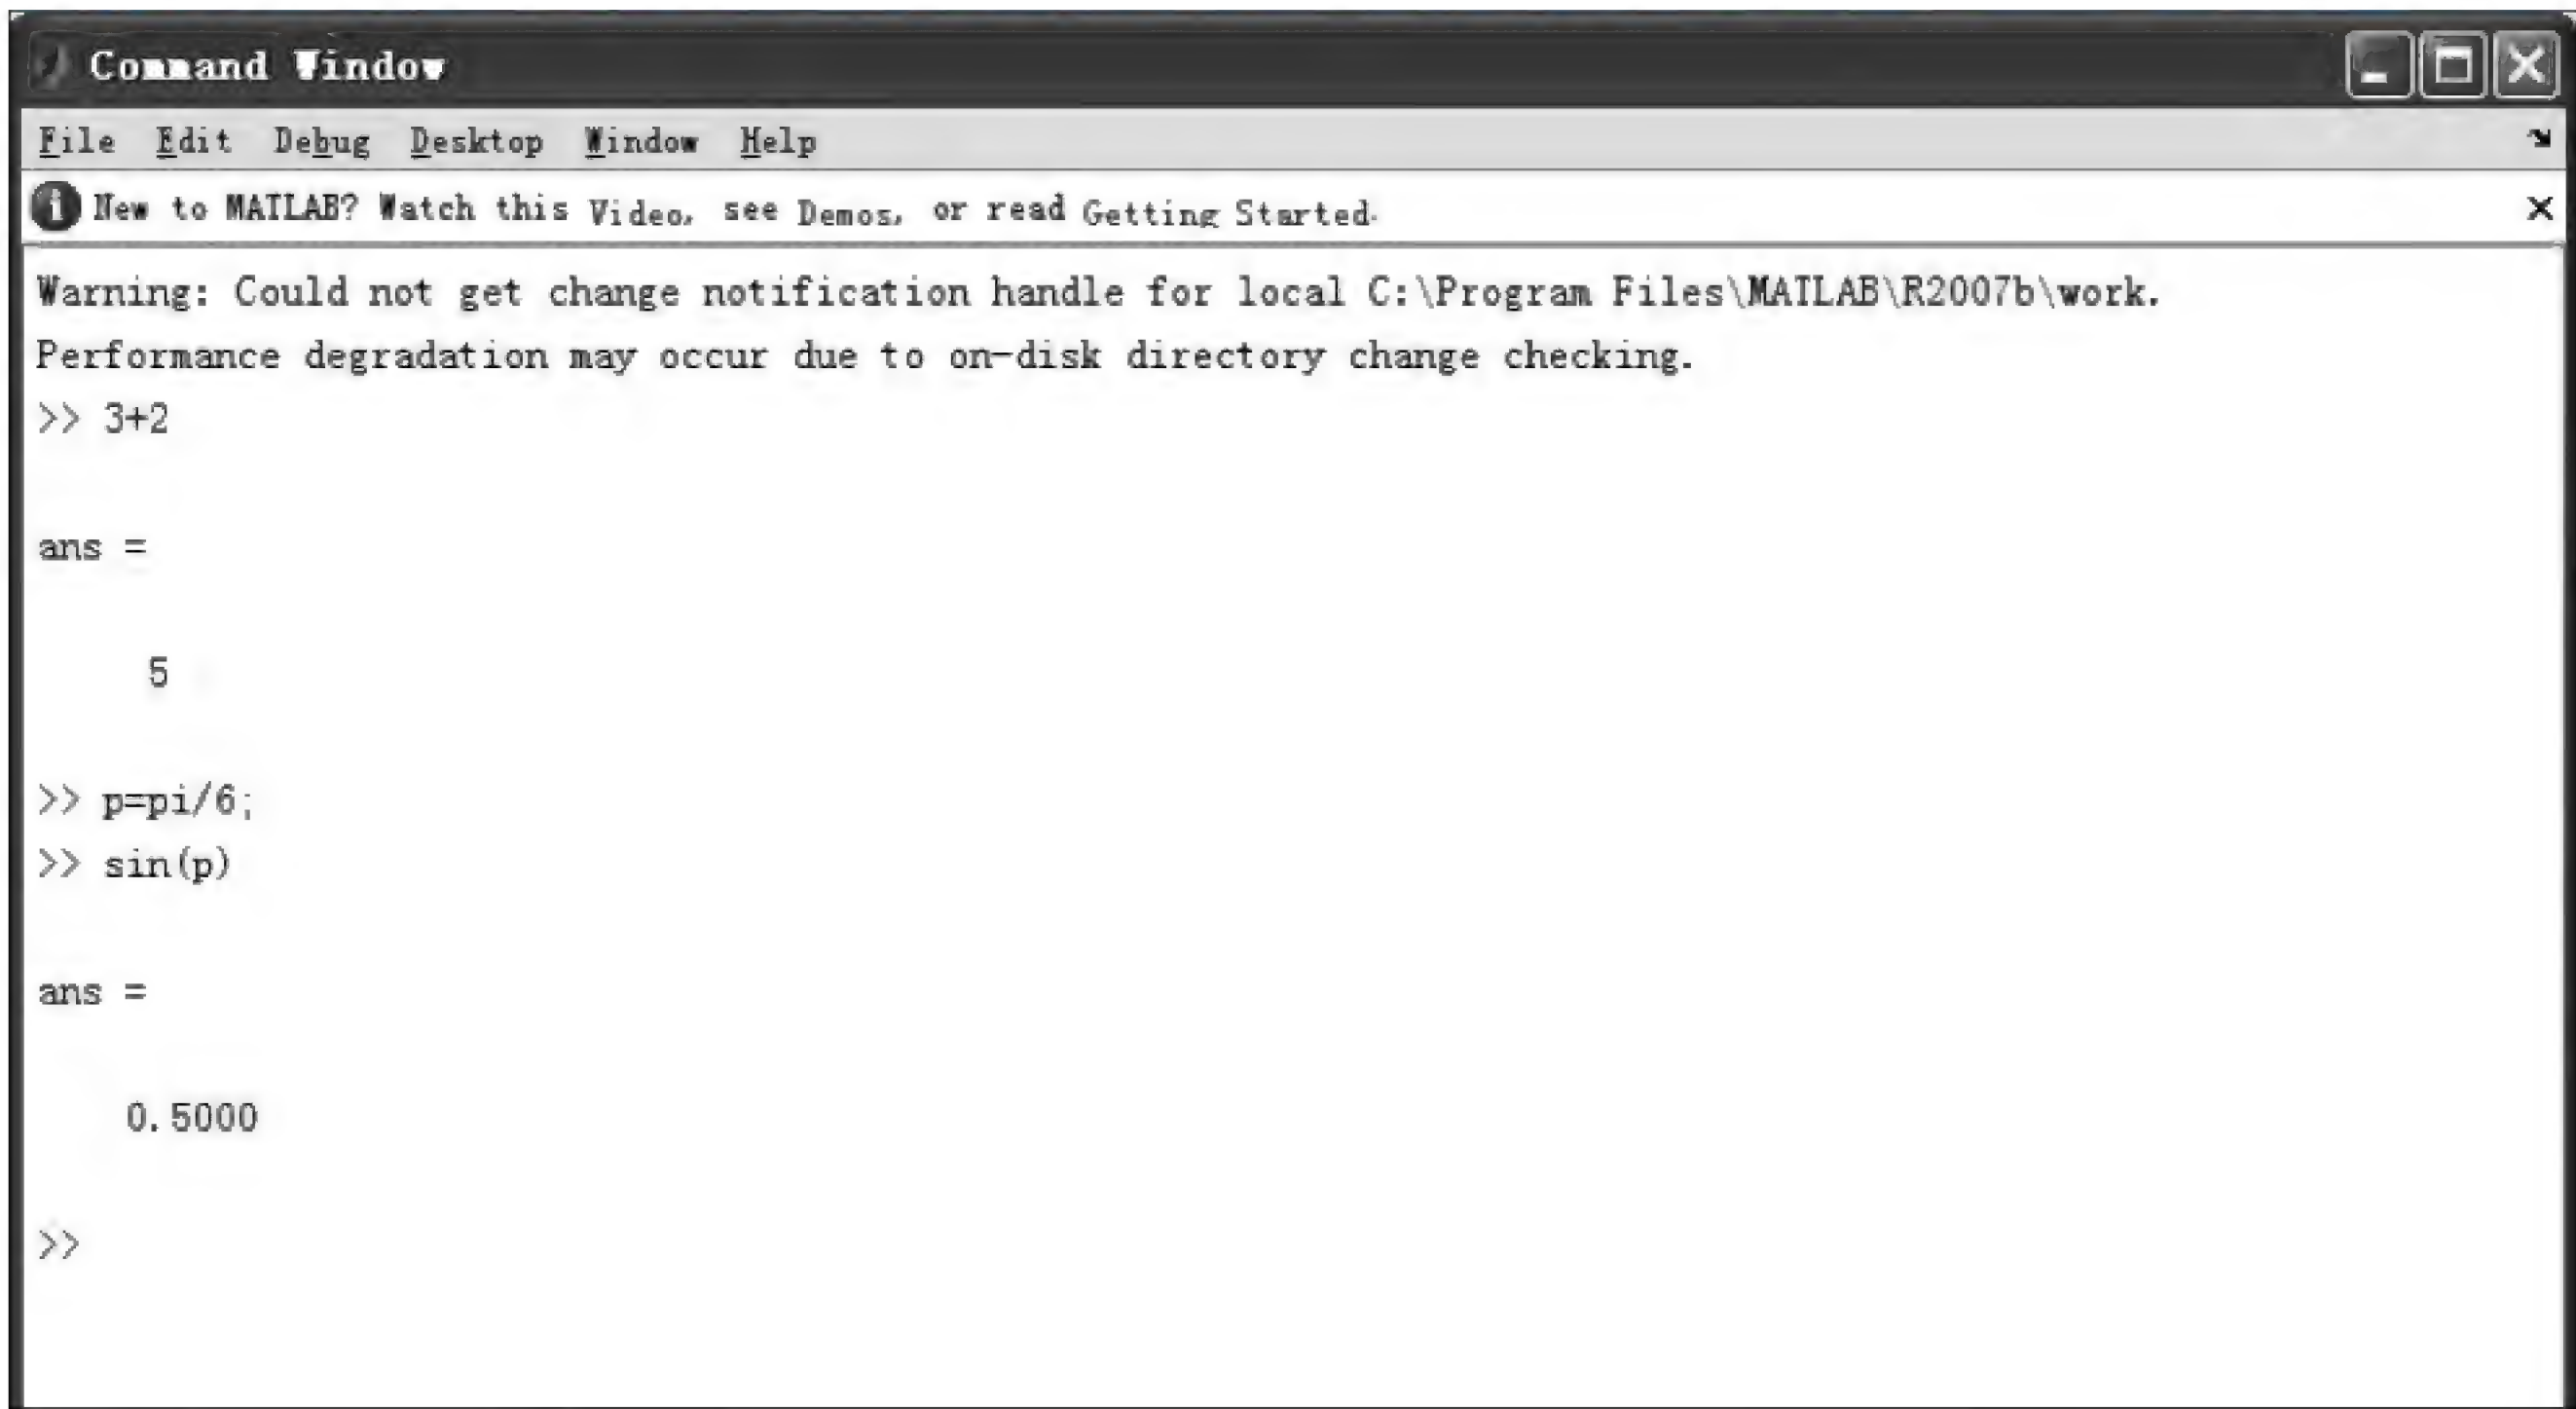 Command Window
File Edit Debug Desktop Window Help
New to MATLAB? Watch this Video, see Demos, or read Getting Started.
Warning: Could not get change notification handle for local C:\Program Files\MATLAB\R2007b\work.
Performance degradation may occur due to on-disk directory change checking.
>> 3+2
ans =
5
>> p=pi/6;
>> sin(p)
ans =
0.5000
>>